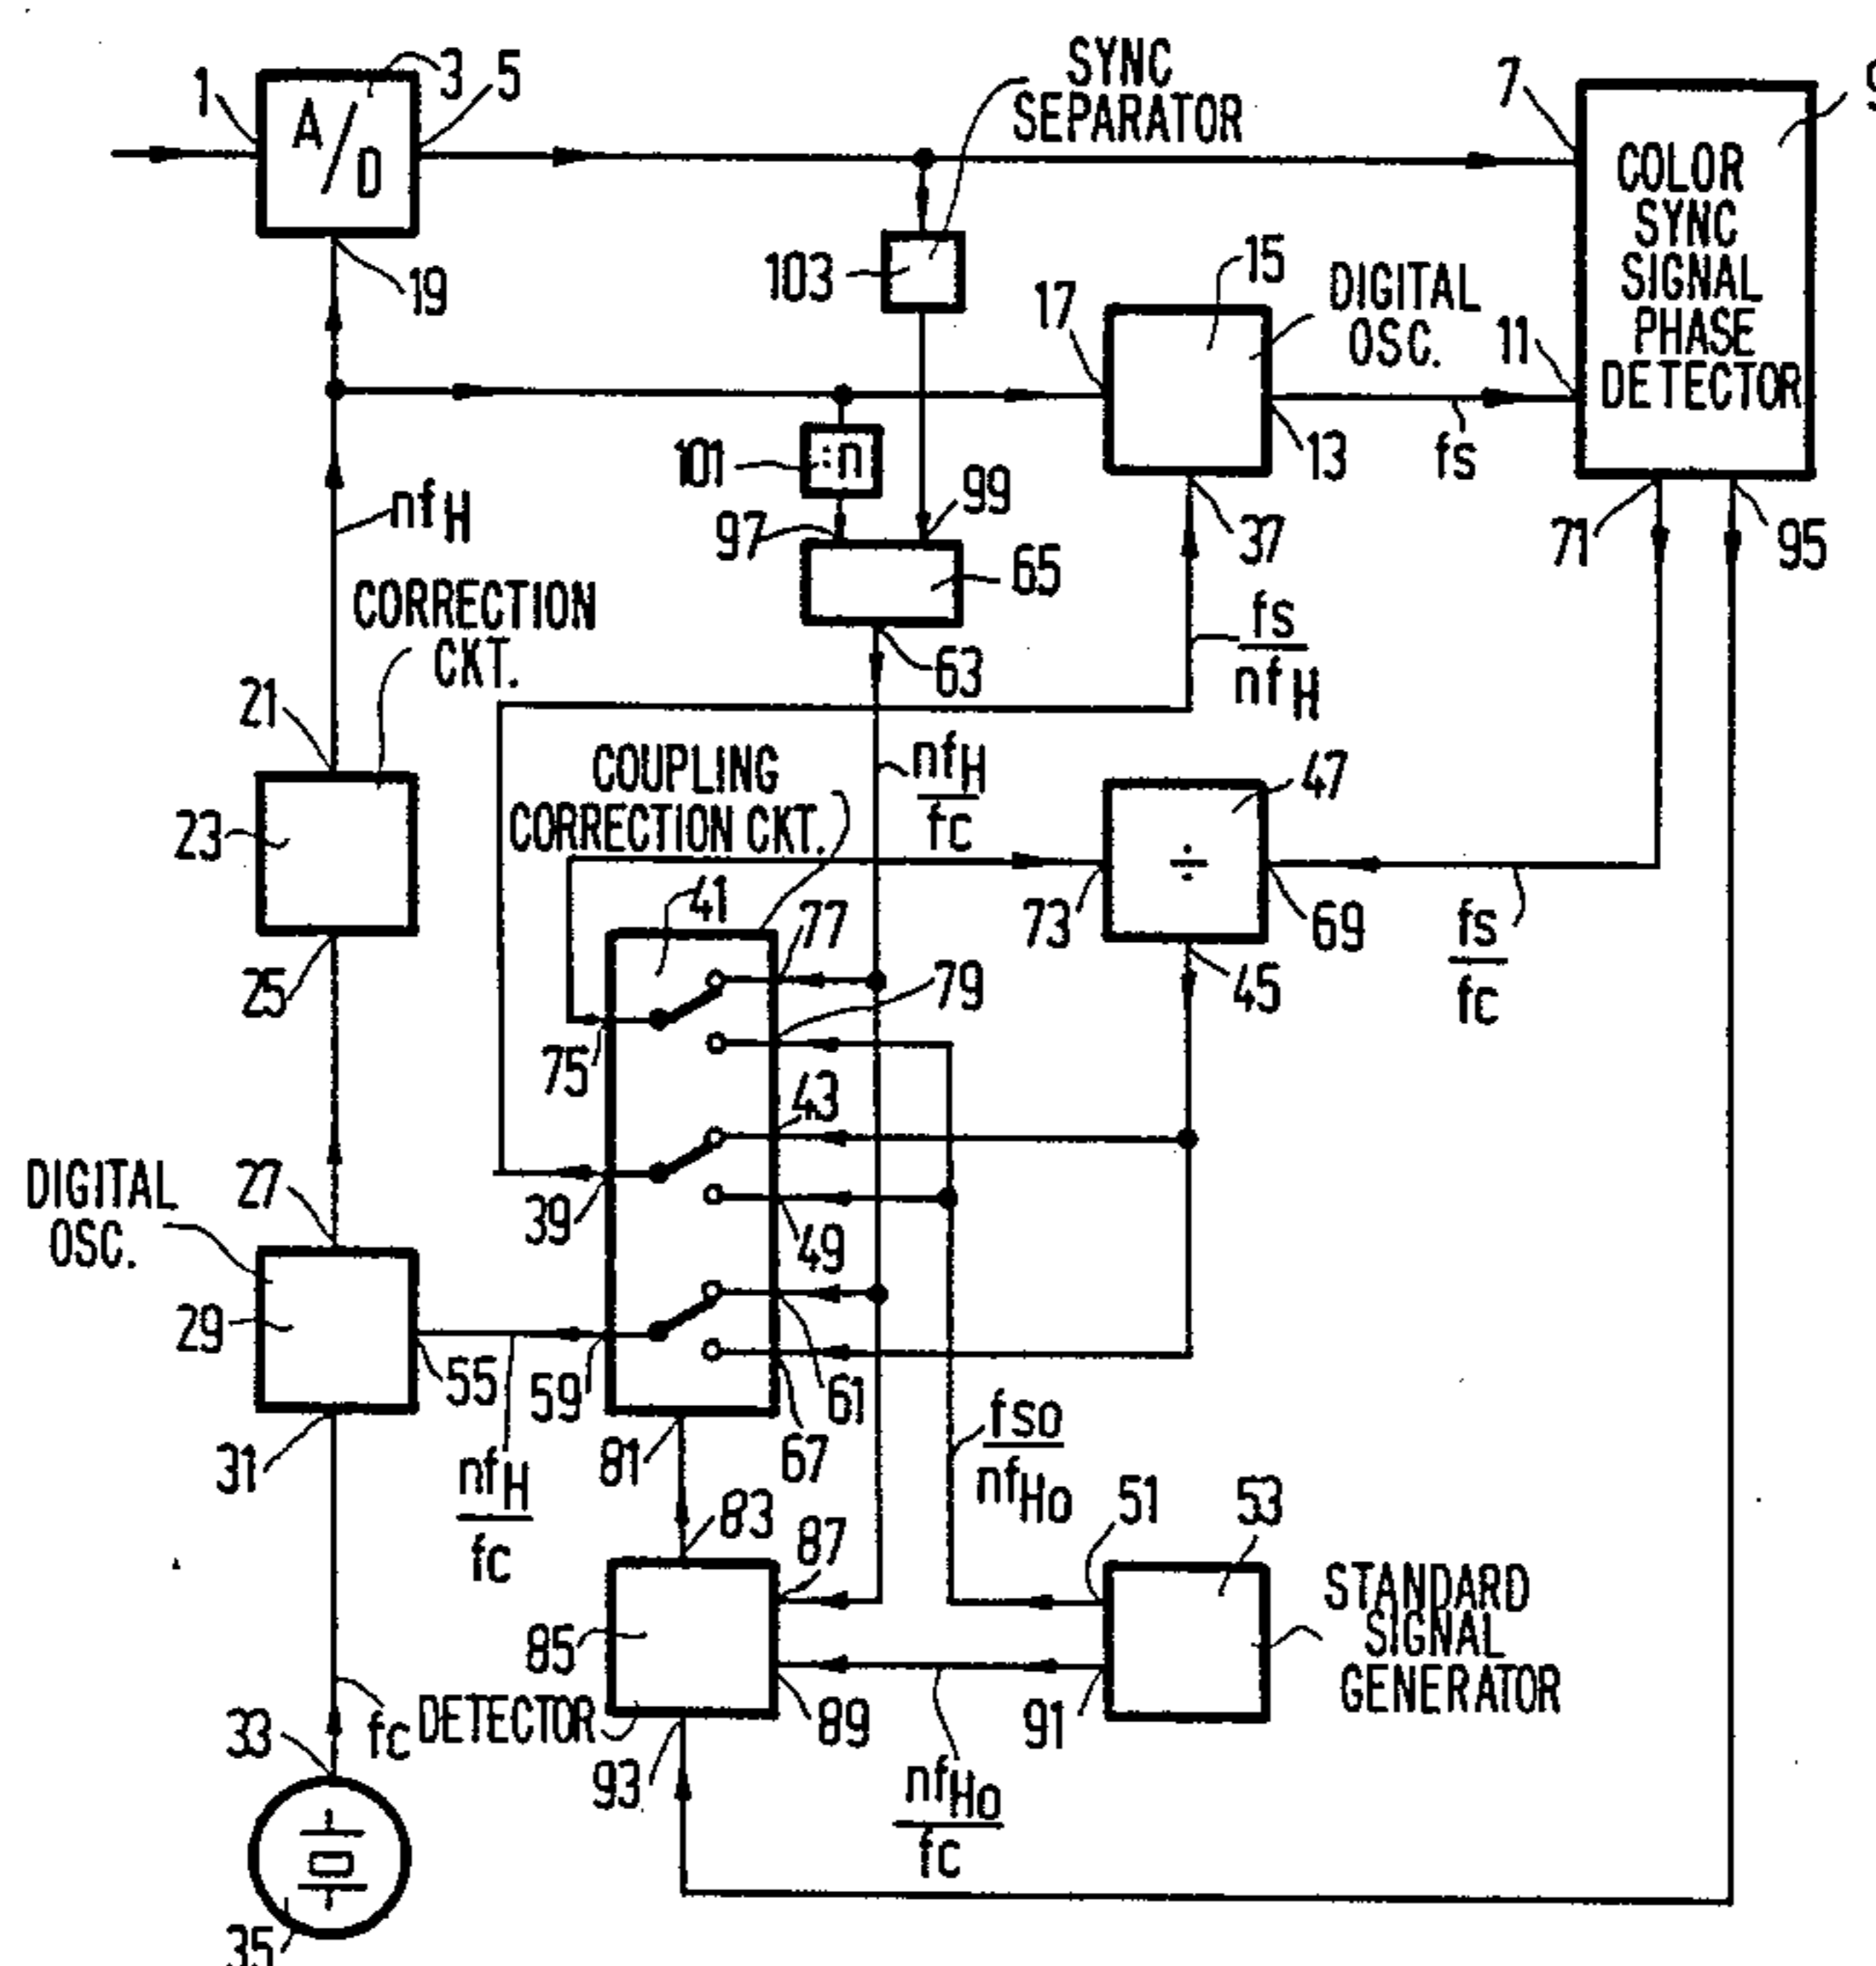 1
3
5
A/D
19
SYNC
SEPARATOR
103
7
COLOR
SYNC
SIGNAL
PHASE
DETECTOR
9
15
17
DIGITAL
OSC.
11
13
fs
101
:n
97
99
65
37
71
95
nfH
63
fs
nfH
CORRECTION
CKT.
21
23
25
COUPLING
CORRECTION CKT.
nfH
fc
47
÷
73
69
45
fs
fc
41
77
79
75
43
39
49
DIGITAL
OSC.
27
29
55
59
61
67
31
nfH
fc
81
83
87
fso
nfHo
51
53
STANDARD
SIGNAL
GENERATOR
85
DETECTOR
89
91
93
nfHo
fc
33
fc
35